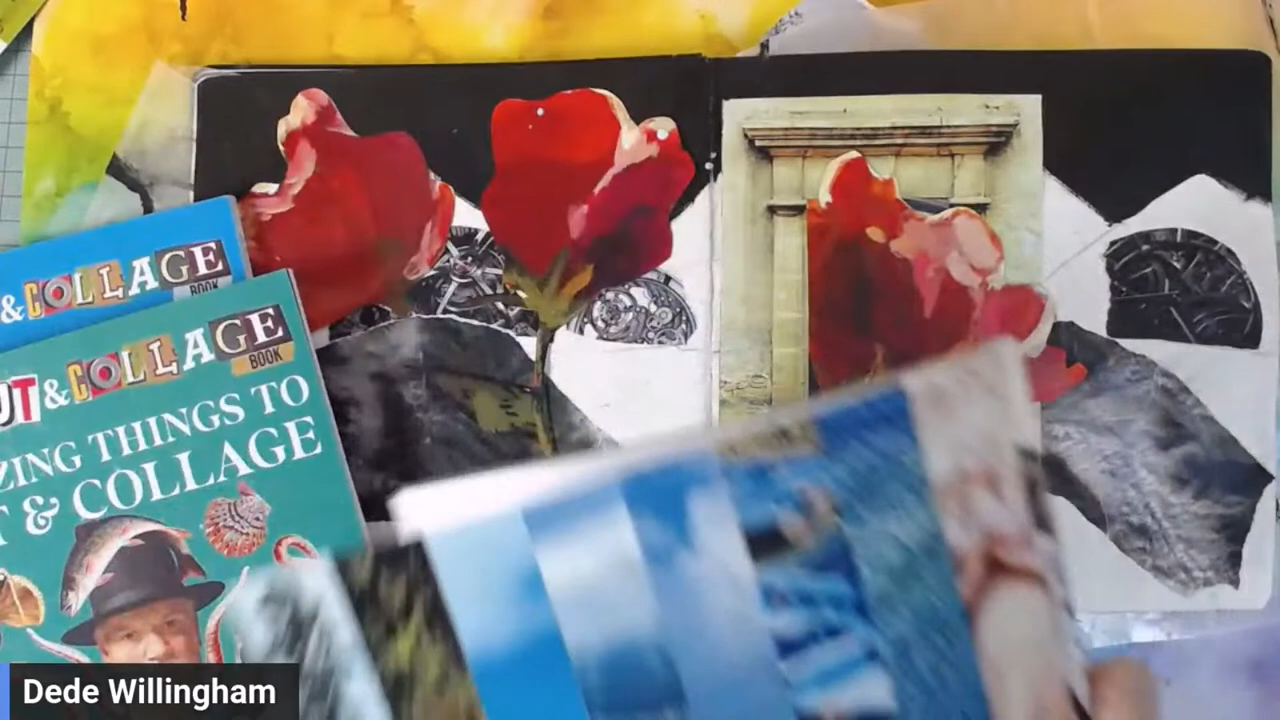 & COLLAGE
BOOK
UT & COLLAGE
BOOK
ZING THINGS TO
T & COLLAGE
Dede Willingham